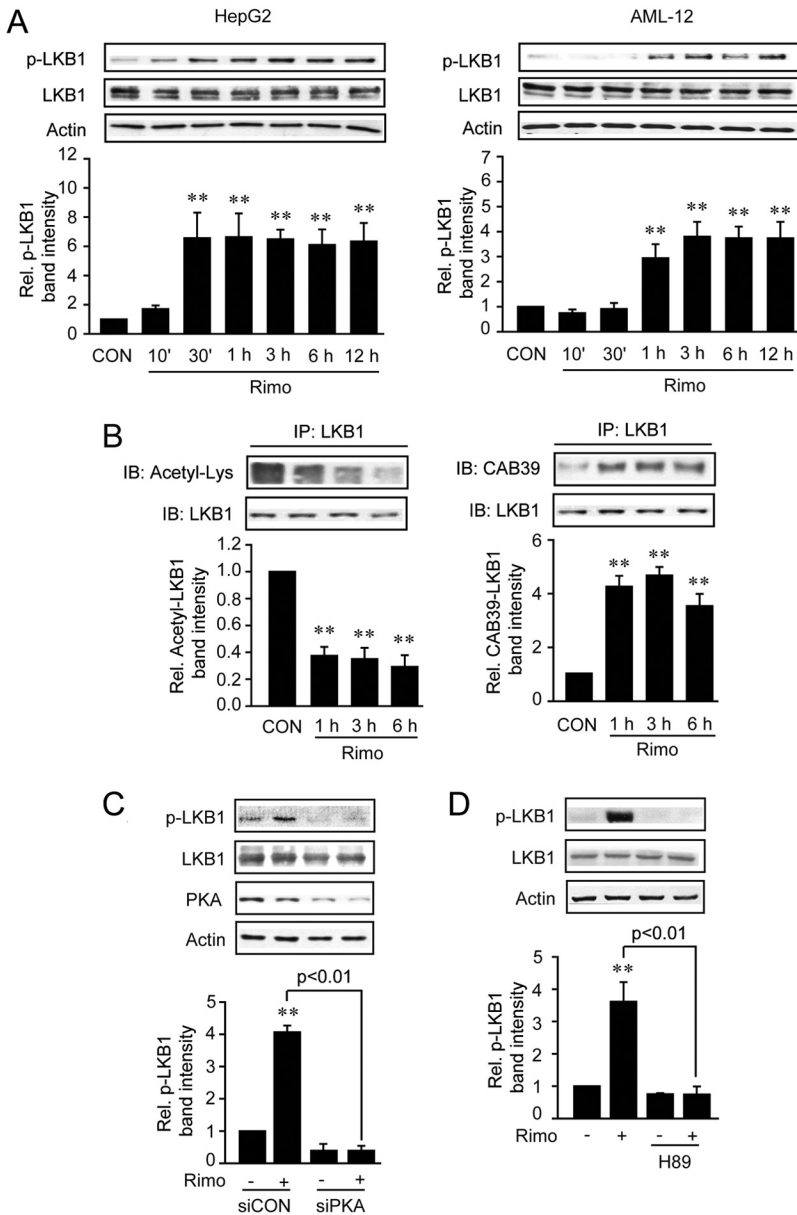 A
HepG2
p-LKB1
LKB1
Actin
Rel. p-LKB1
band intensity
12
10
8
6
4
2
0
** ** ** ** **
CON 10' 30' 1 h 3 h 6 h 12 h
Rimo
AML-12
p-LKB1
LKB1
Actin
Rel. p-LKB1
band intensity
7
6
5
4
3
2
1
0
** ** ** **
CON 10' 30' 1 h 3 h 6 h 12 h
Rimo
B
IP: LKB1
IB: Acetyl-Lys
IB: LKB1
Rel. Acetyl-LKB1
band intensity
1.2
1.0
0.8
0.6
0.4
0.2
0.0
** ** **
CON 1 h 3 h 6 h
Rimo
IP: LKB1
IB: CAB39
IB: LKB1
Rel. CAB39-LKB1
band intensity
6
4
2
0
** ** **
CON 1 h 3 h 6 h
Rimo
C
p-LKB1
LKB1
PKA
Actin
p<0.01
Rel. p-LKB1
band intensity
5
4
3
2
1
0
**
Rimo - + - +
siCON siPKA
D
p-LKB1
LKB1
Actin
p<0.01
Rel. p-LKB1
band intensity
5
4
3
2
1
0
**
Rimo - + - +
H89